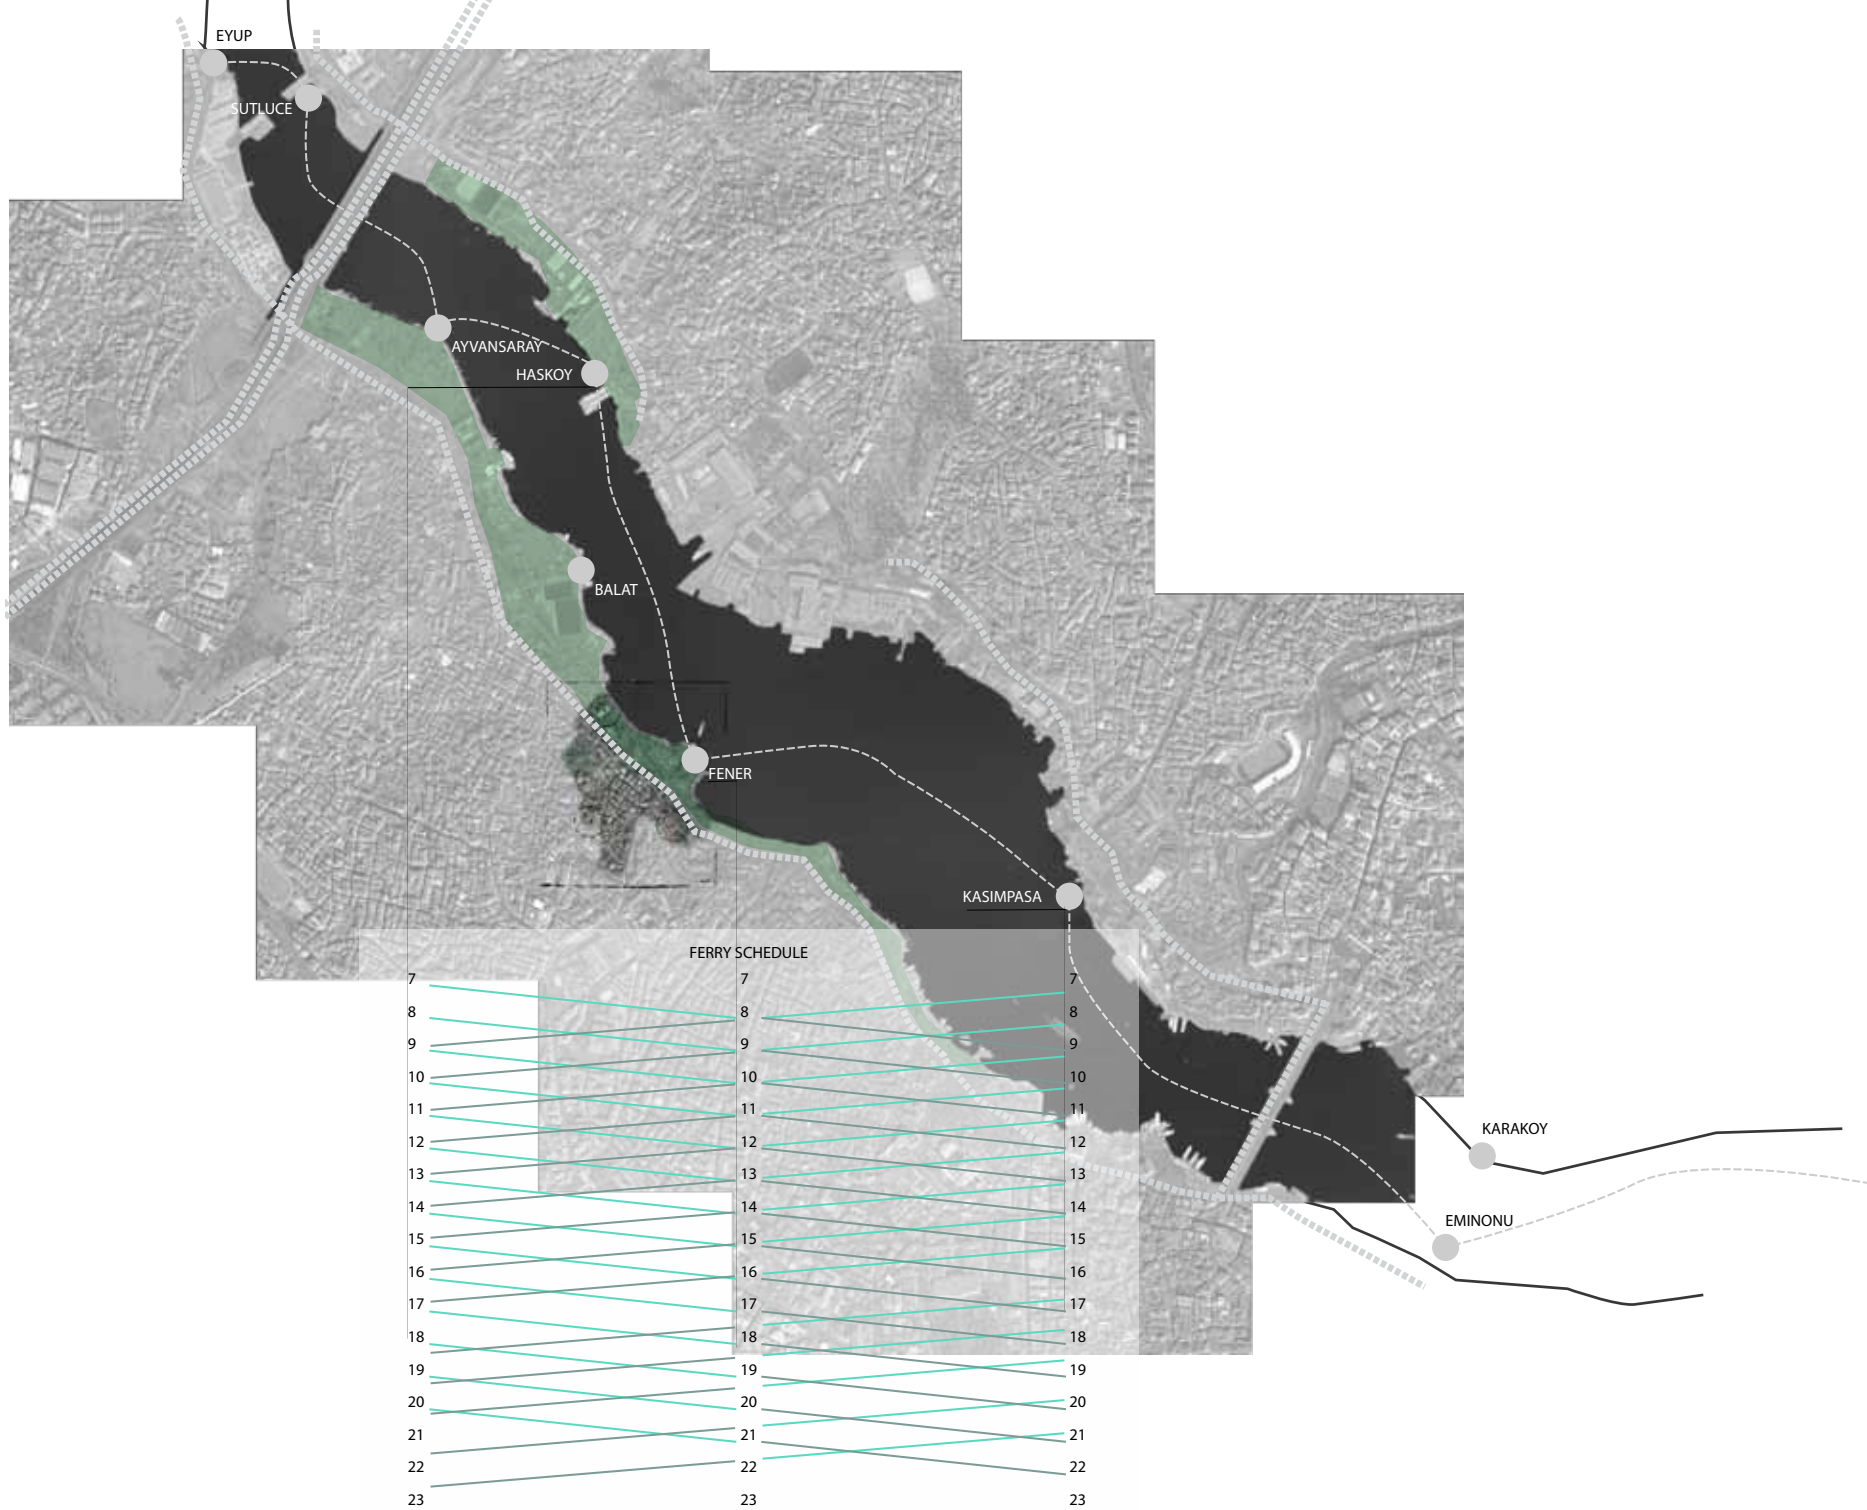 EYUP
SUTLUCE
AYVANSARAY
HASKOY
BALAT
FENER
KASIMPASA
KARAKOY
EMINONU
FERRY SCHEDULE
7 7 7
8 8 8
9 9 9
10 10 10
11 11 11
12 12 12
13 13 13
14 14 14
15 15 15
16 16 16
17 17 17
18 18 18
19 19 19
20 20 20
21 21 21
22 22 22
23 23 23